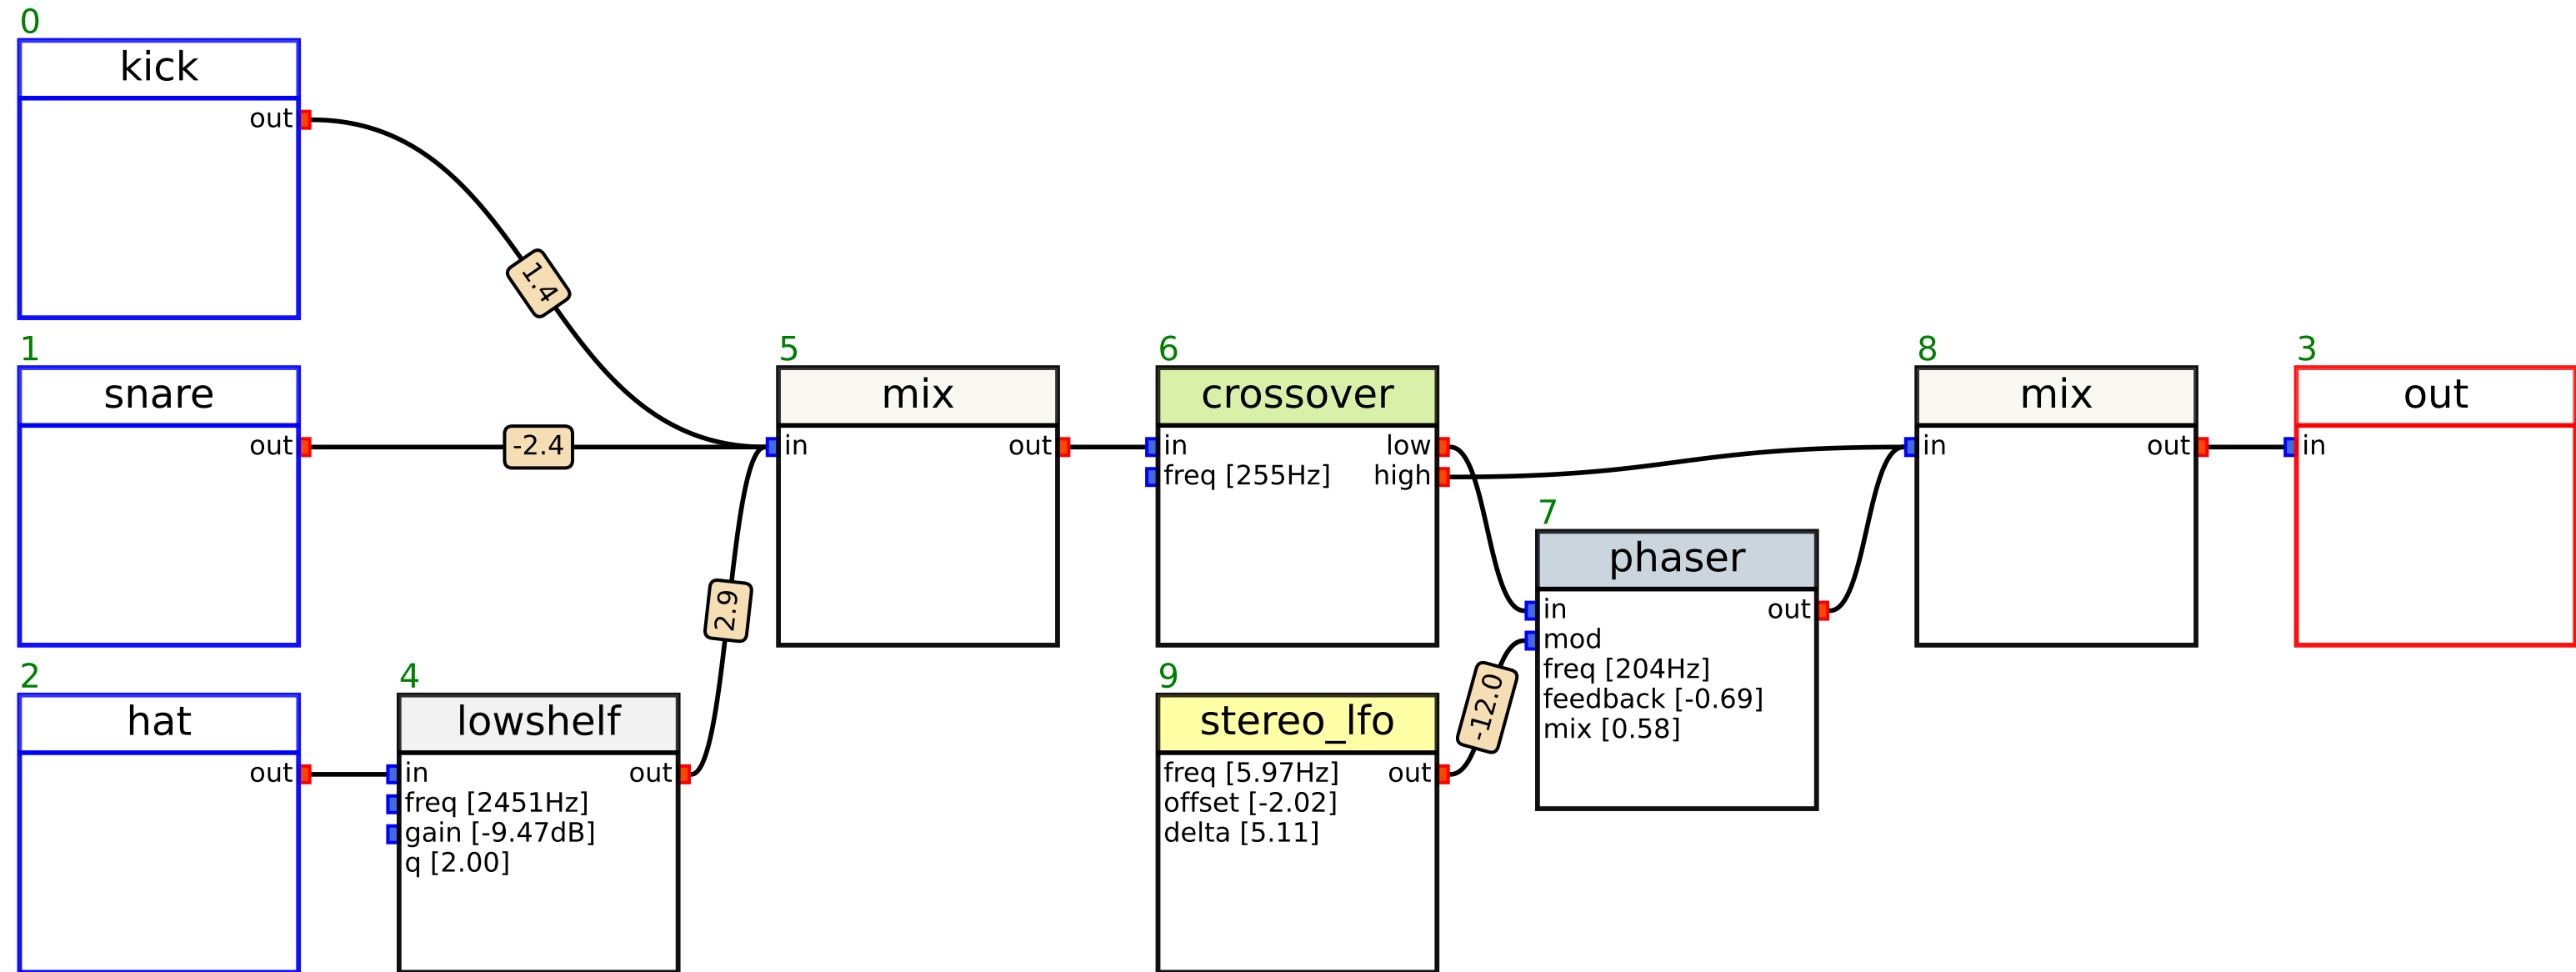 0
kick
out
1.4
1
snare
out
-2.4
2
hat
out
4
lowshelf
in
out
freq [2451Hz]
gain [-9.47dB]
q [2.00]
2.9
5
mix
in
out
6
crossover
in
low
freq [255Hz]
high
9
stereo_lfo
freq [5.97Hz]
out
offset [-2.02]
delta [5.11]
-12.0
7
phaser
in
out
mod
freq [204Hz]
feedback [-0.69]
mix [0.58]
8
mix
in
out
3
out
in